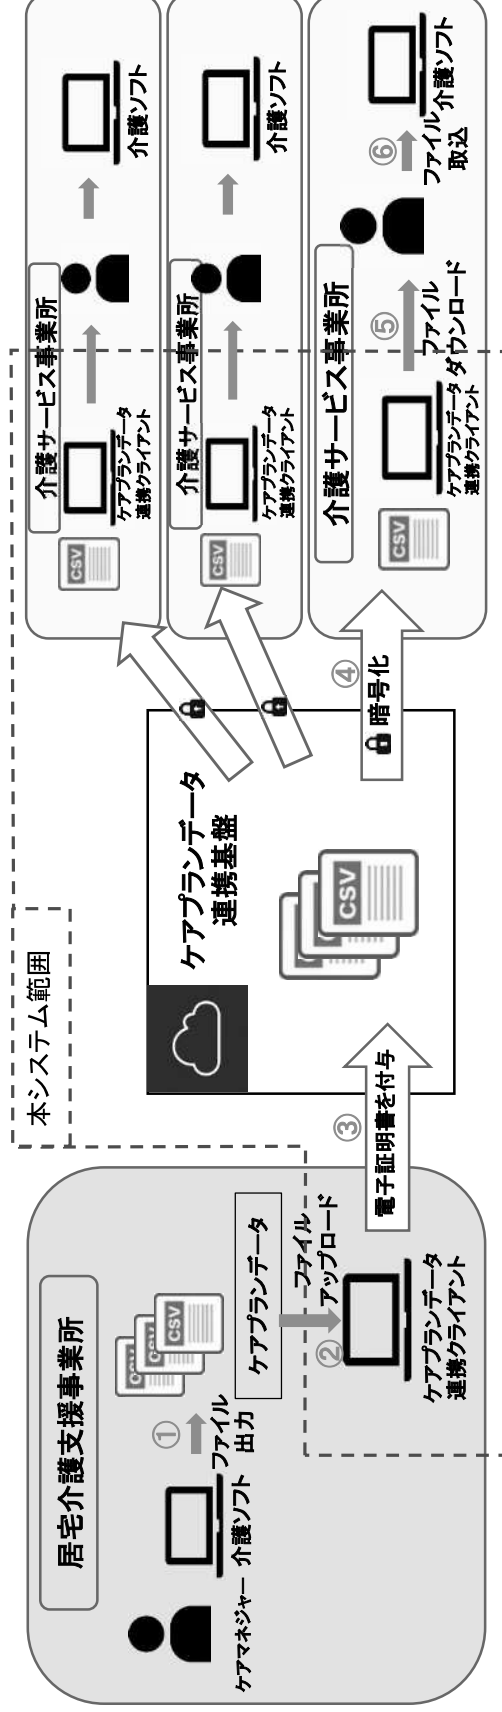 本システム範囲
居宅介護支援事業所
ケアマネジャー
介護ソフト
①
ファイル
出力
CSV
CSV
CSV
ケアプランデータ
②
ファイル
アップロード
ケアプランデータ
連携クライアント
③
電子証明書を付与
ケアプランデータ
連携基盤
CSV
④
暗号化
介護サービス事業所
CSV
ケアプランデータ
連携クライアント
介護ソフト
介護サービス事業所
CSV
ケアプランデータ
連携クライアント
介護ソフト
介護サービス事業所
CSV
ケアプランデータ
連携クライアント
⑤
ファイル
ダウンロード
⑥
ファイル
取込
介護ソフト